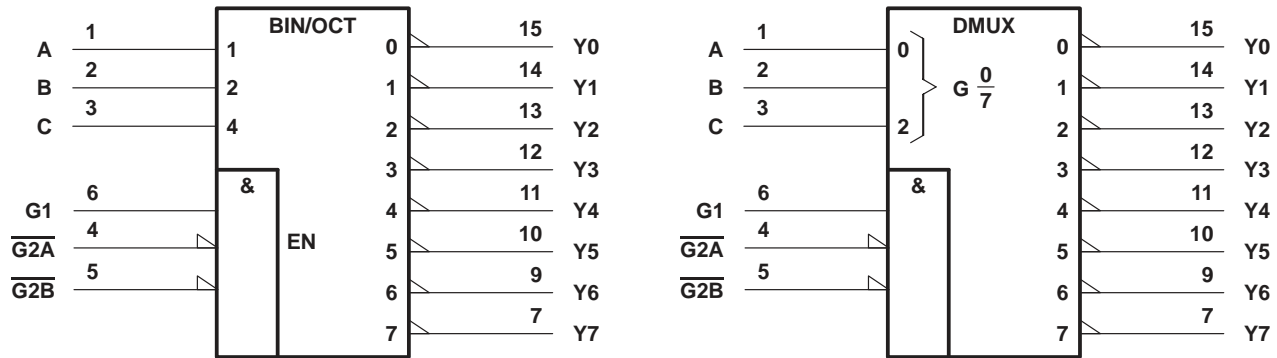 BIN/OCT
1 15
A 1 0 Y0
2 14
B 2 1 Y1
3 13
C 4 2 Y2
12
3 Y3
&
6 11
G1 4 Y4
4 10
G2A EN 5 Y5
5 9
G2B 6 Y6
7
7 Y7
DMUX
1 15
A 0 0 Y0
2 14
B G 0/7 1 Y1
3 13
C 2 2 Y2
12
3 Y3
&
6 11
G1 4 Y4
4 10
G2A 5 Y5
5 9
G2B 6 Y6
7
7 Y7